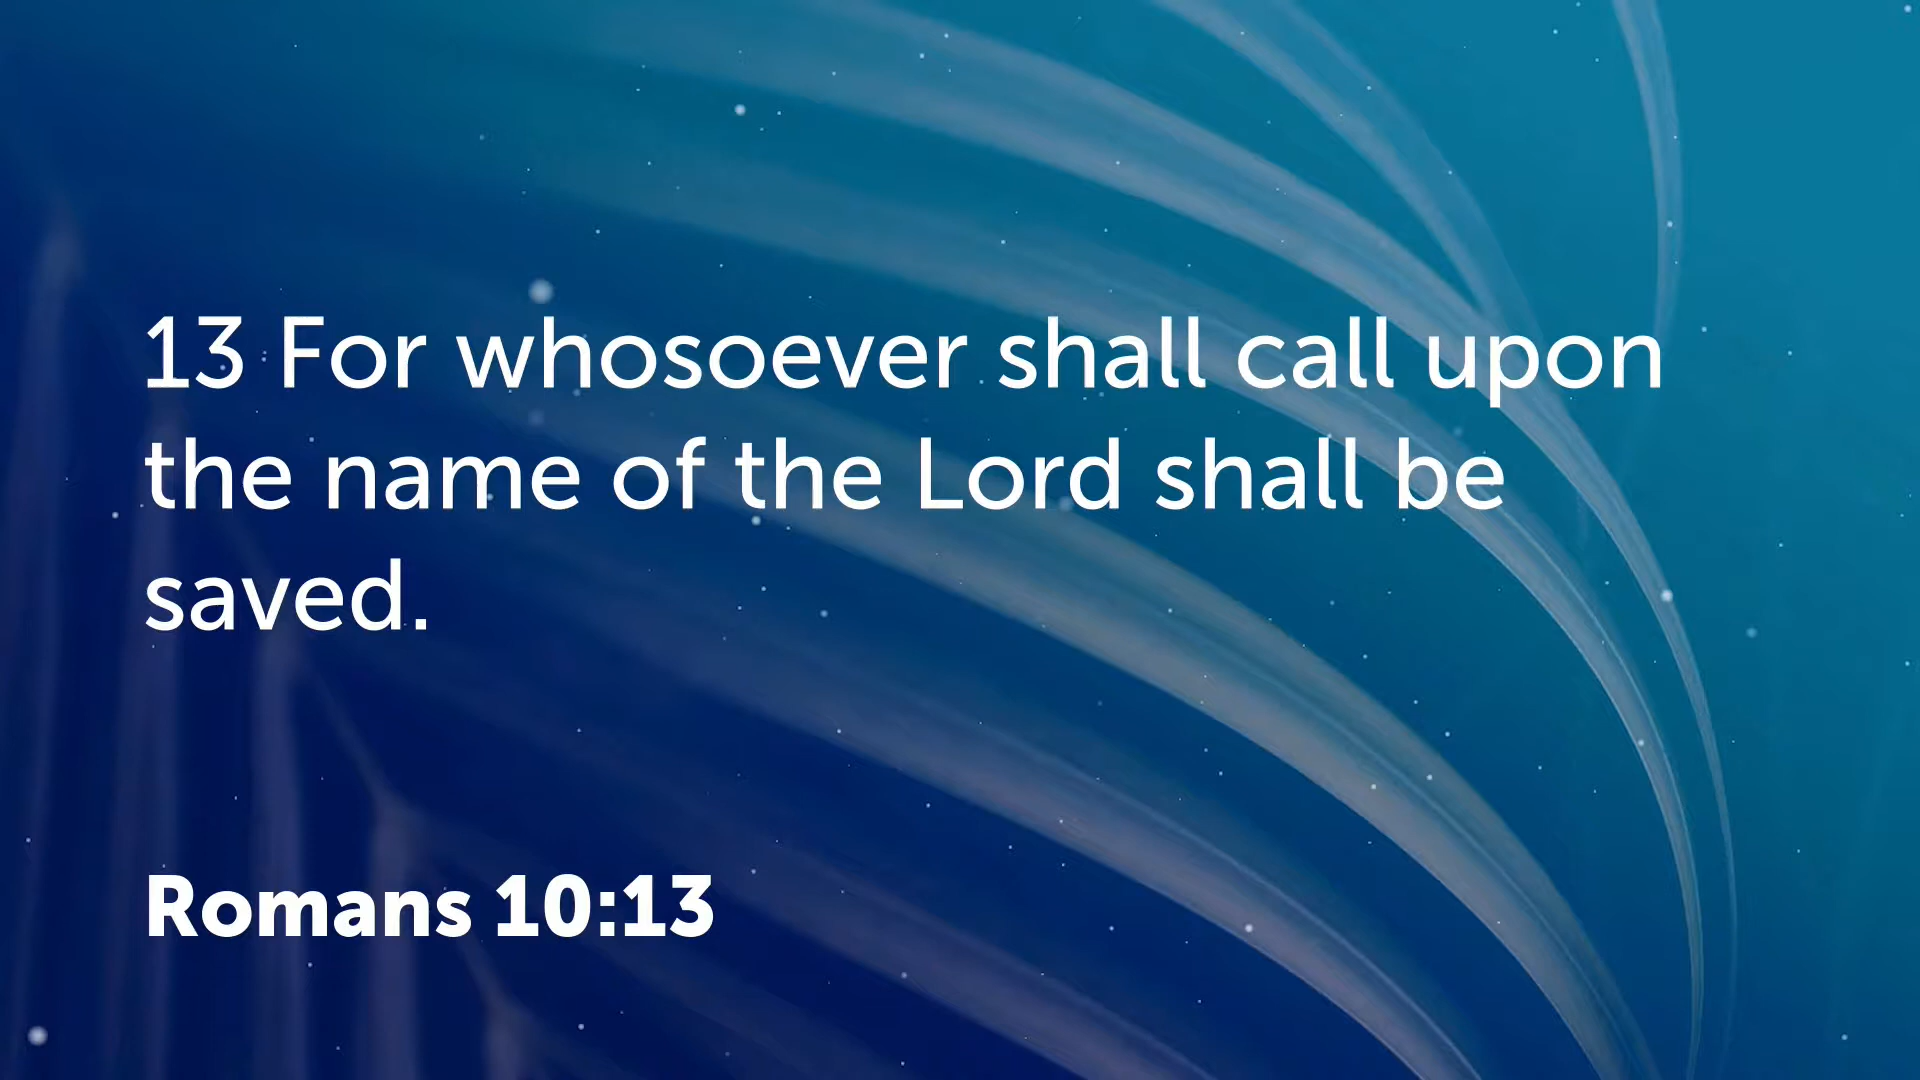 13 For whosoever shall call upon
the name of the Lord shall be
saved.
Romans 10:13